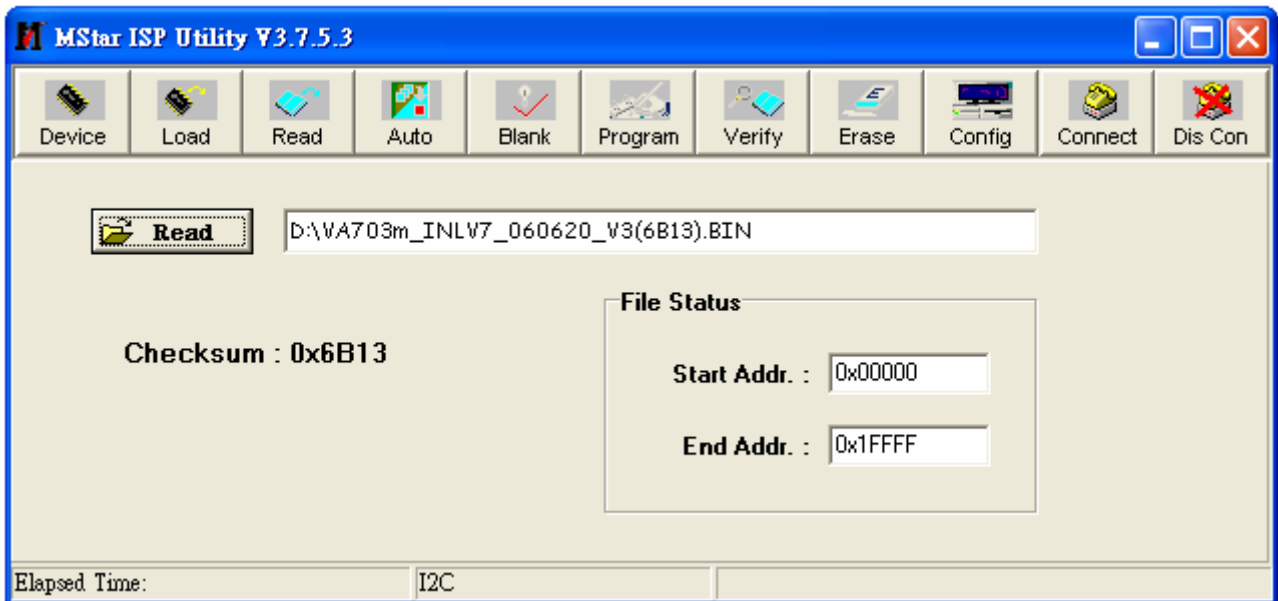 MStar ISP Utility V3.7.5.3
Device Load Read Auto Blank Program Verify Erase Config Connect Dis Con
Read D:\VA703m_INLV7_060620_V3(6B13).BIN
File Status
Checksum : 0x6B13
Start Addr. : 0x00000
End Addr. : 0x1FFFF
Elapsed Time: I2C